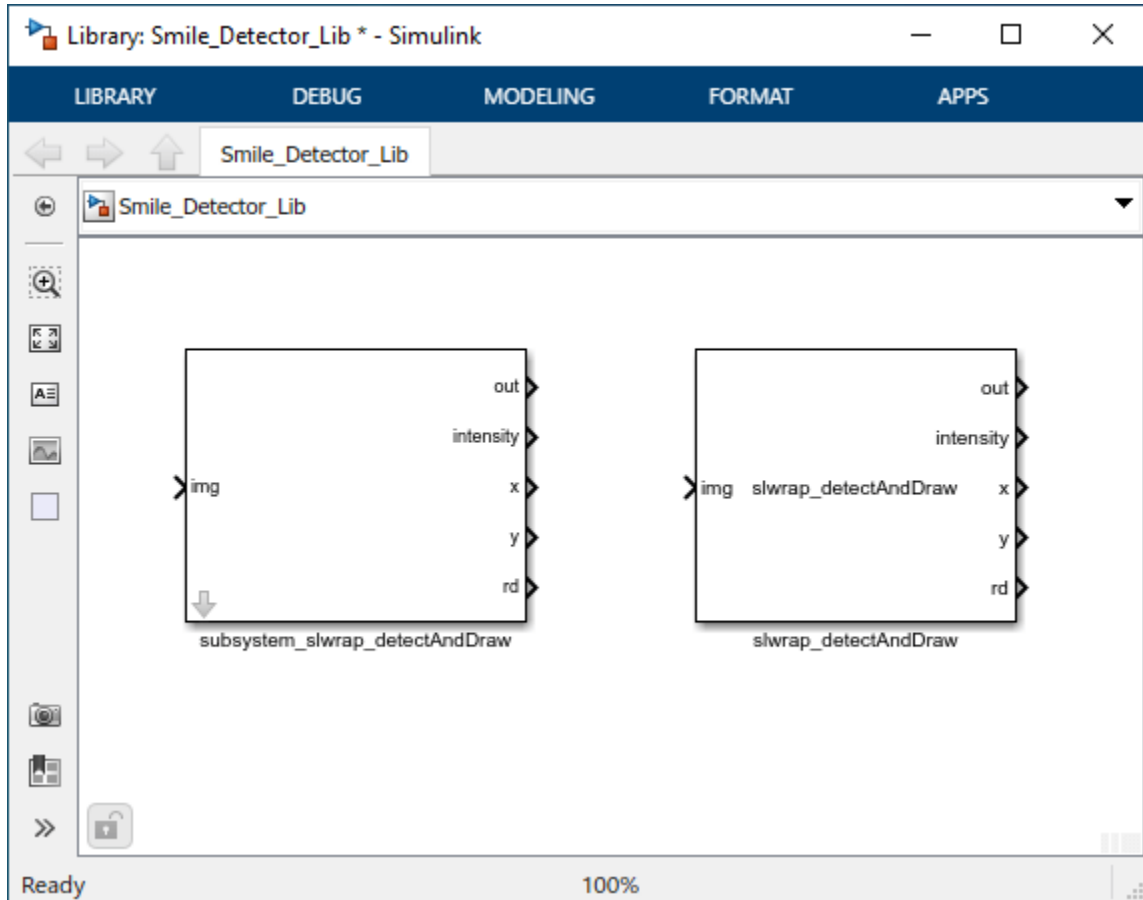 Library: Smile_Detector_Lib * - Simulink
LIBRARY DEBUG MODELING FORMAT APPS
Smile_Detector_Lib
Smile_Detector_Lib
img
out
intensity
x
y
rd
subsystem_slwrap_detectAndDraw
img slwrap_detectAndDraw
out
intensity
x
y
rd
slwrap_detectAndDraw
Ready 100%